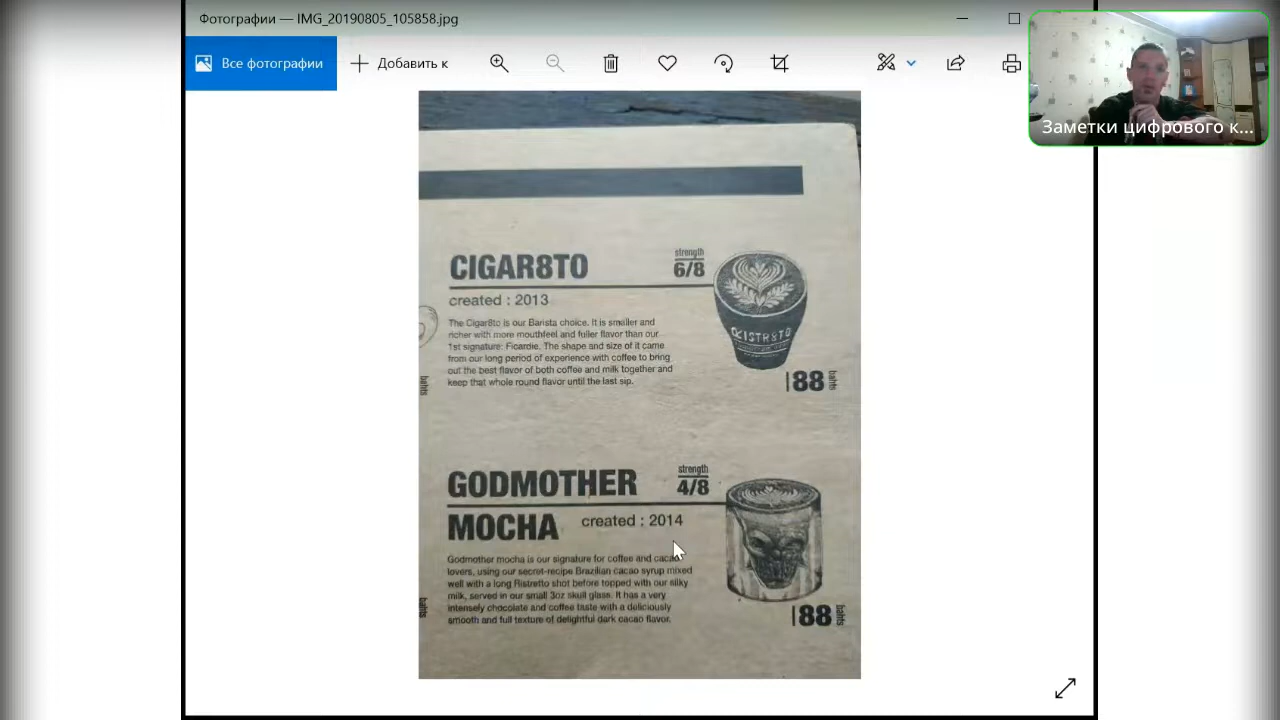 Фотографии — IMG_20190805_105858.jpg
Все фотографии
Добавить к
Заметки цифрового к...
CIGAR8TO
strength
6/8
created : 2013
The Cigar8to is our Barista choice. It is smaller and
richer with more mouthfeel and fuller flavor than our
1st signature: Ficardie. The shape and size of it came
from our long period of experience with coffee to bring
out the best flavor of both coffee and milk together and
keep that whole round flavor until the last sip.
RISTR8TO
88
bahts
bahts
GODMOTHER
strength
4/8
MOCHA
created : 2014
Godmother mocha is our signature for coffee and cacao
lovers, using our secret-recipe Brazilian cacao syrup mixed
well with a long Ristretto shot before topped with our silky
milk, served in our small 3oz skull glass. It has a very
intensely chocolate and coffee taste with a deliciously
smooth and full texture of delightful dark cacao flavor.
88
bahts
bahts